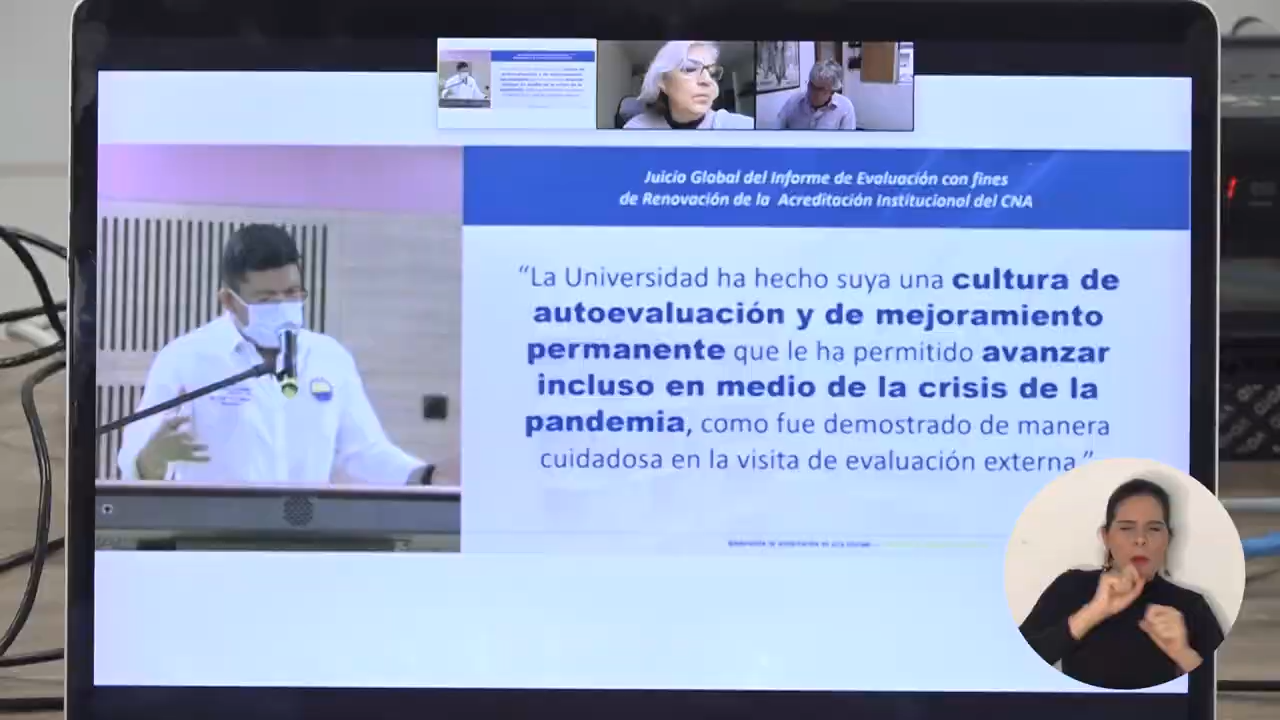 Juicio Global del Informe de Evaluación con fines
de Renovación de la Acreditación Institucional del CNA
“La Universidad ha hecho suya una cultura de
autoevaluación y de mejoramiento
permanente que le ha permitido avanzar
incluso en medio de la crisis de la
pandemia, como fue demostrado de manera
cuidadosa en la visita de evaluación externa.”